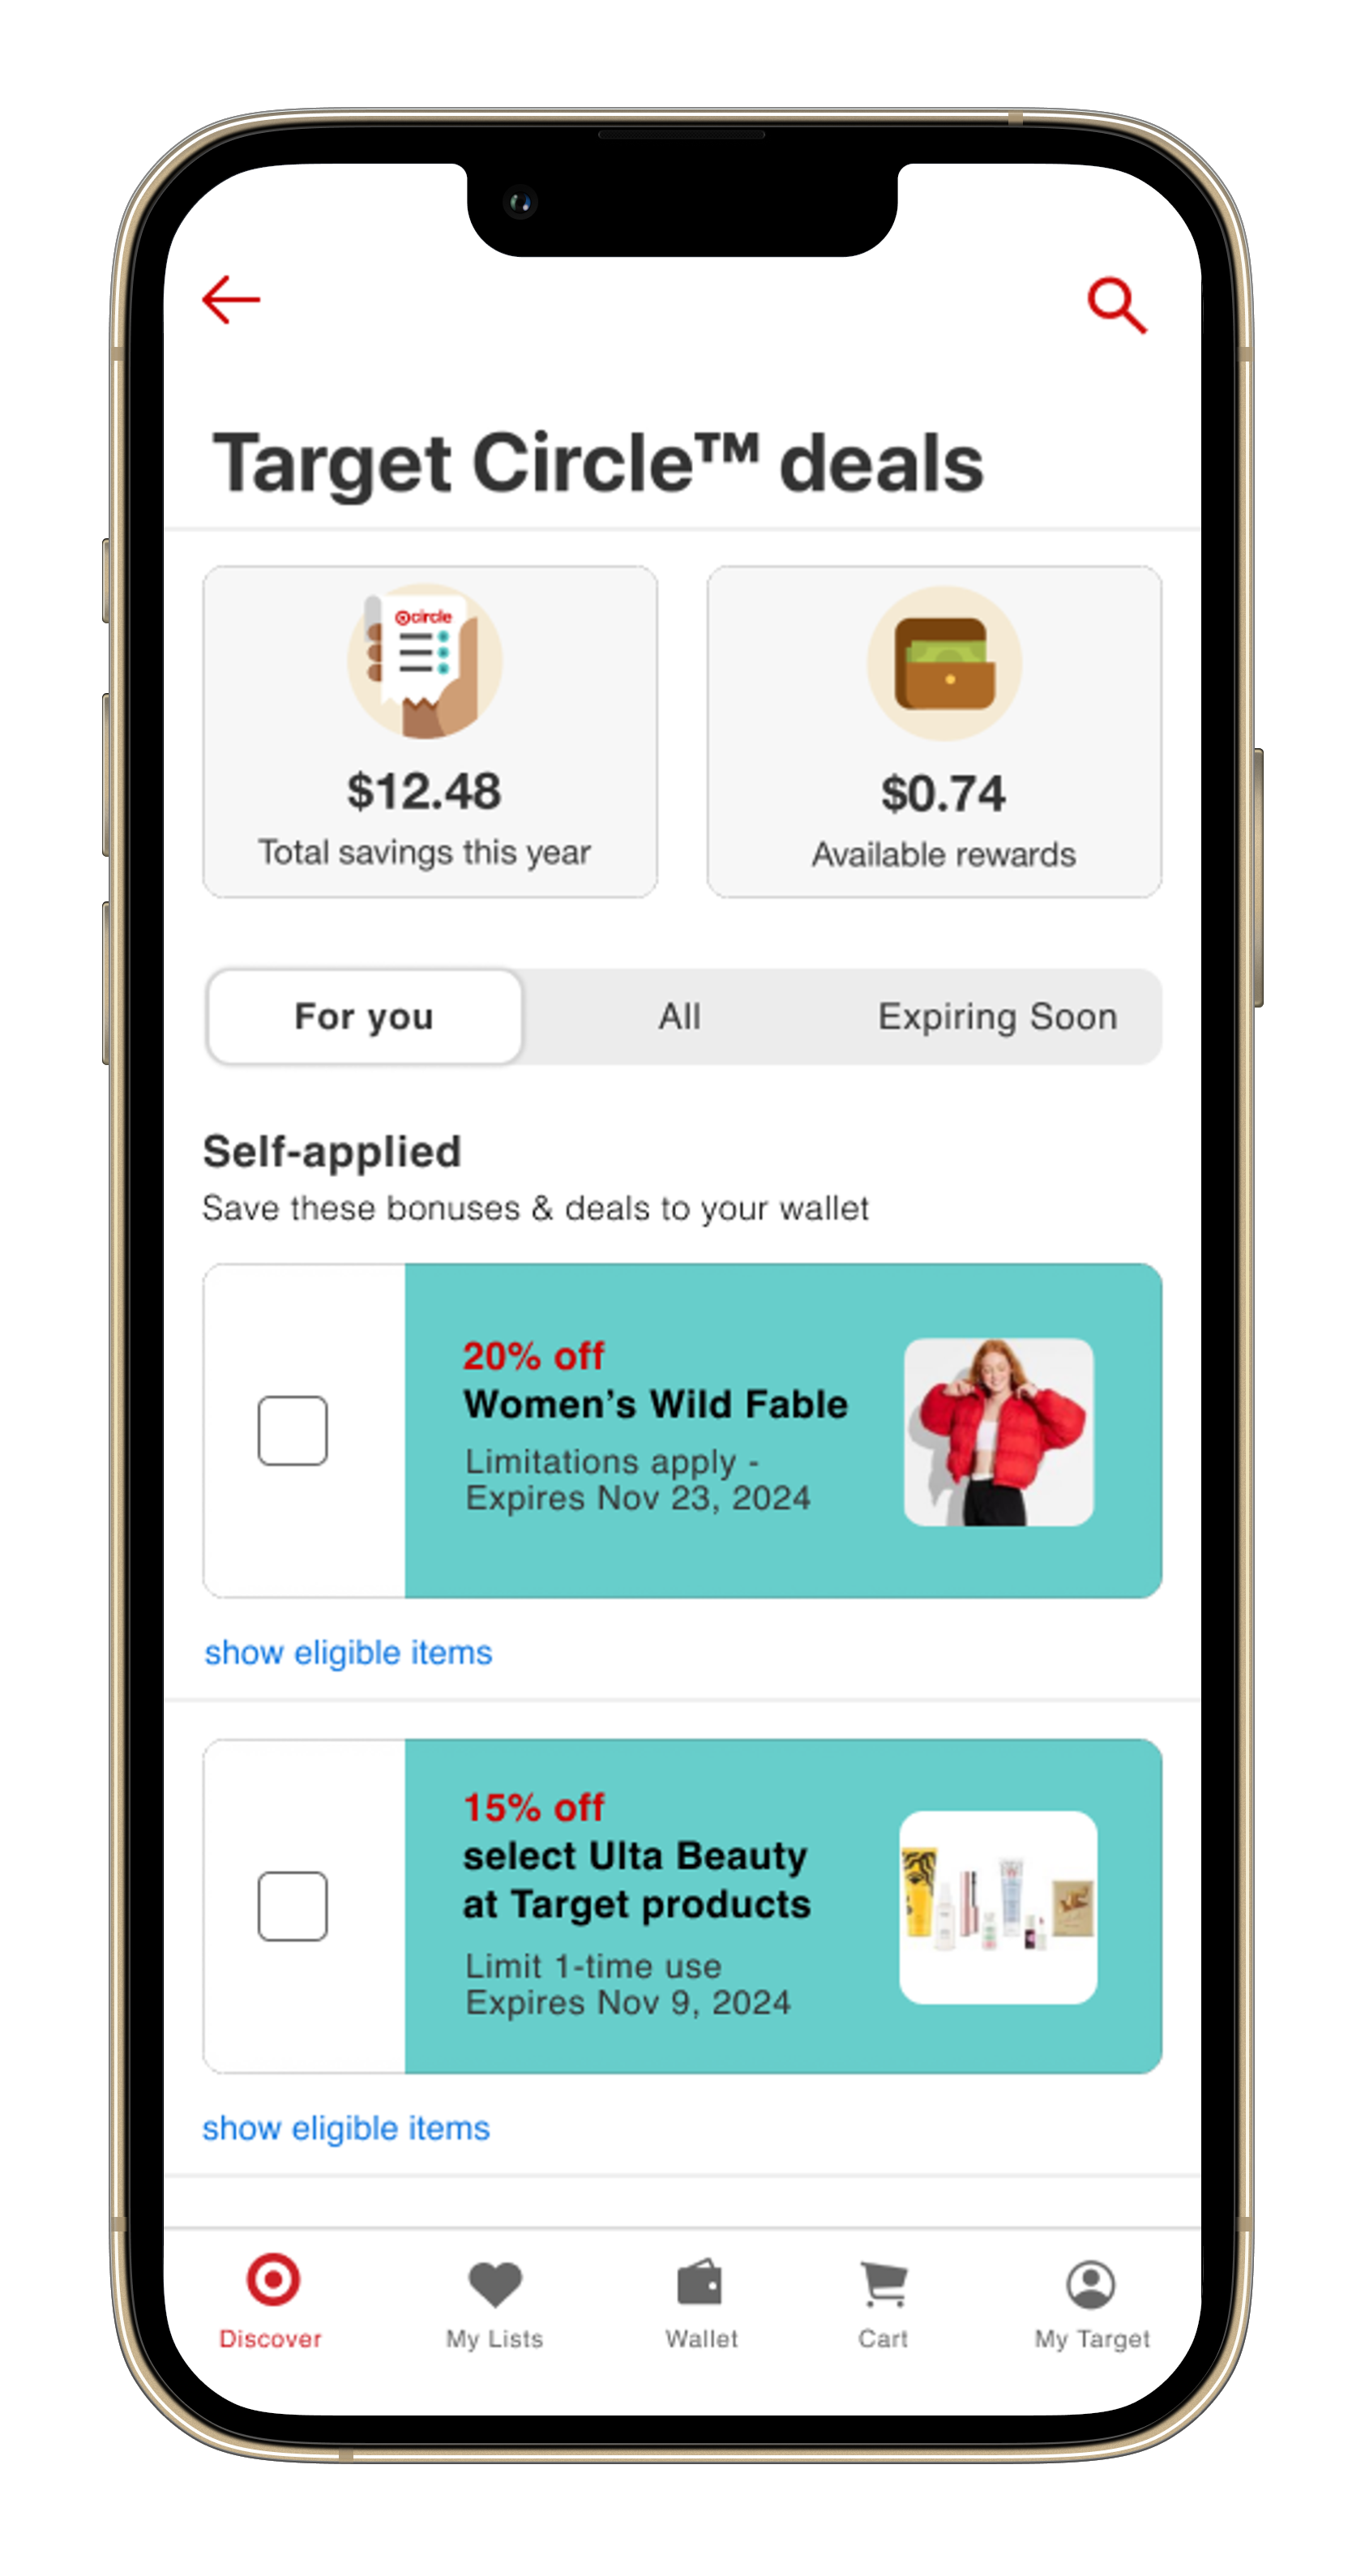 Target Circle™ deals
circle
$12.48
Total savings this year
$0.74
Available rewards
For you
All
Expiring Soon
Self-applied
Save these bonuses & deals to your wallet
20% off
Women’s Wild Fable
Limitations apply -
Expires Nov 23, 2024
show eligible items
15% off
select Ulta Beauty
at Target products
Limit 1-time use
Expires Nov 9, 2024
show eligible items
Discover
My Lists
Wallet
Cart
My Target